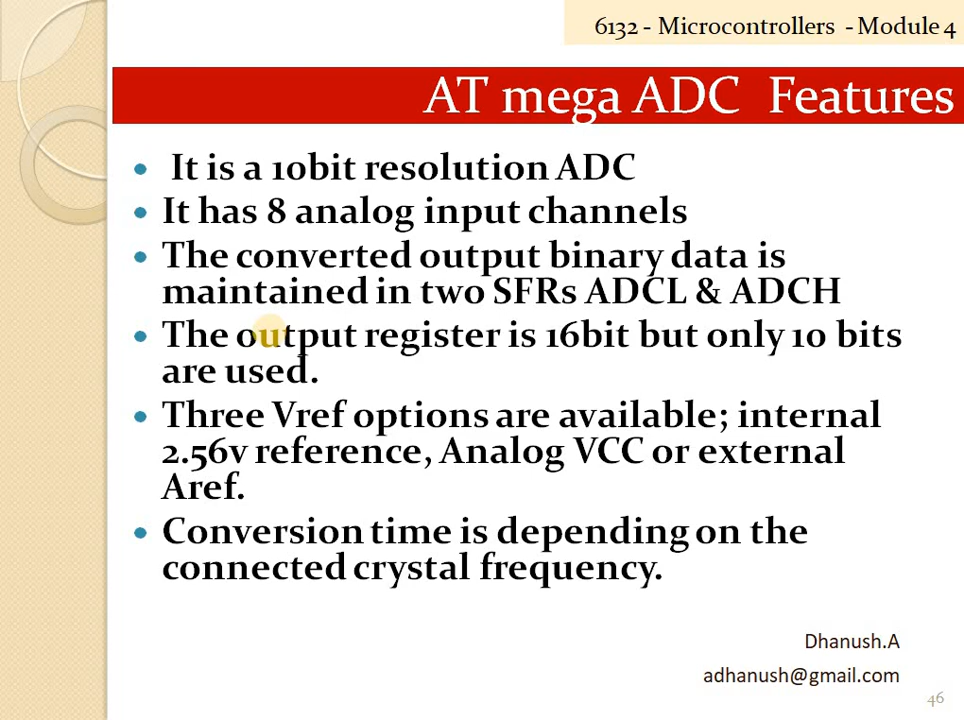 6132 - Microcontrollers - Module 4
AT mega ADC Features
• It is a 10bit resolution ADC
• It has 8 analog input channels
• The converted output binary data is
maintained in two SFRs ADCL & ADCH
• The output register is 16bit but only 10 bits
are used.
• Three Vref options are available; internal
2.56v reference, Analog VCC or external
Aref.
• Conversion time is depending on the
connected crystal frequency.
Dhanush.A
adhanush@gmail.com
46